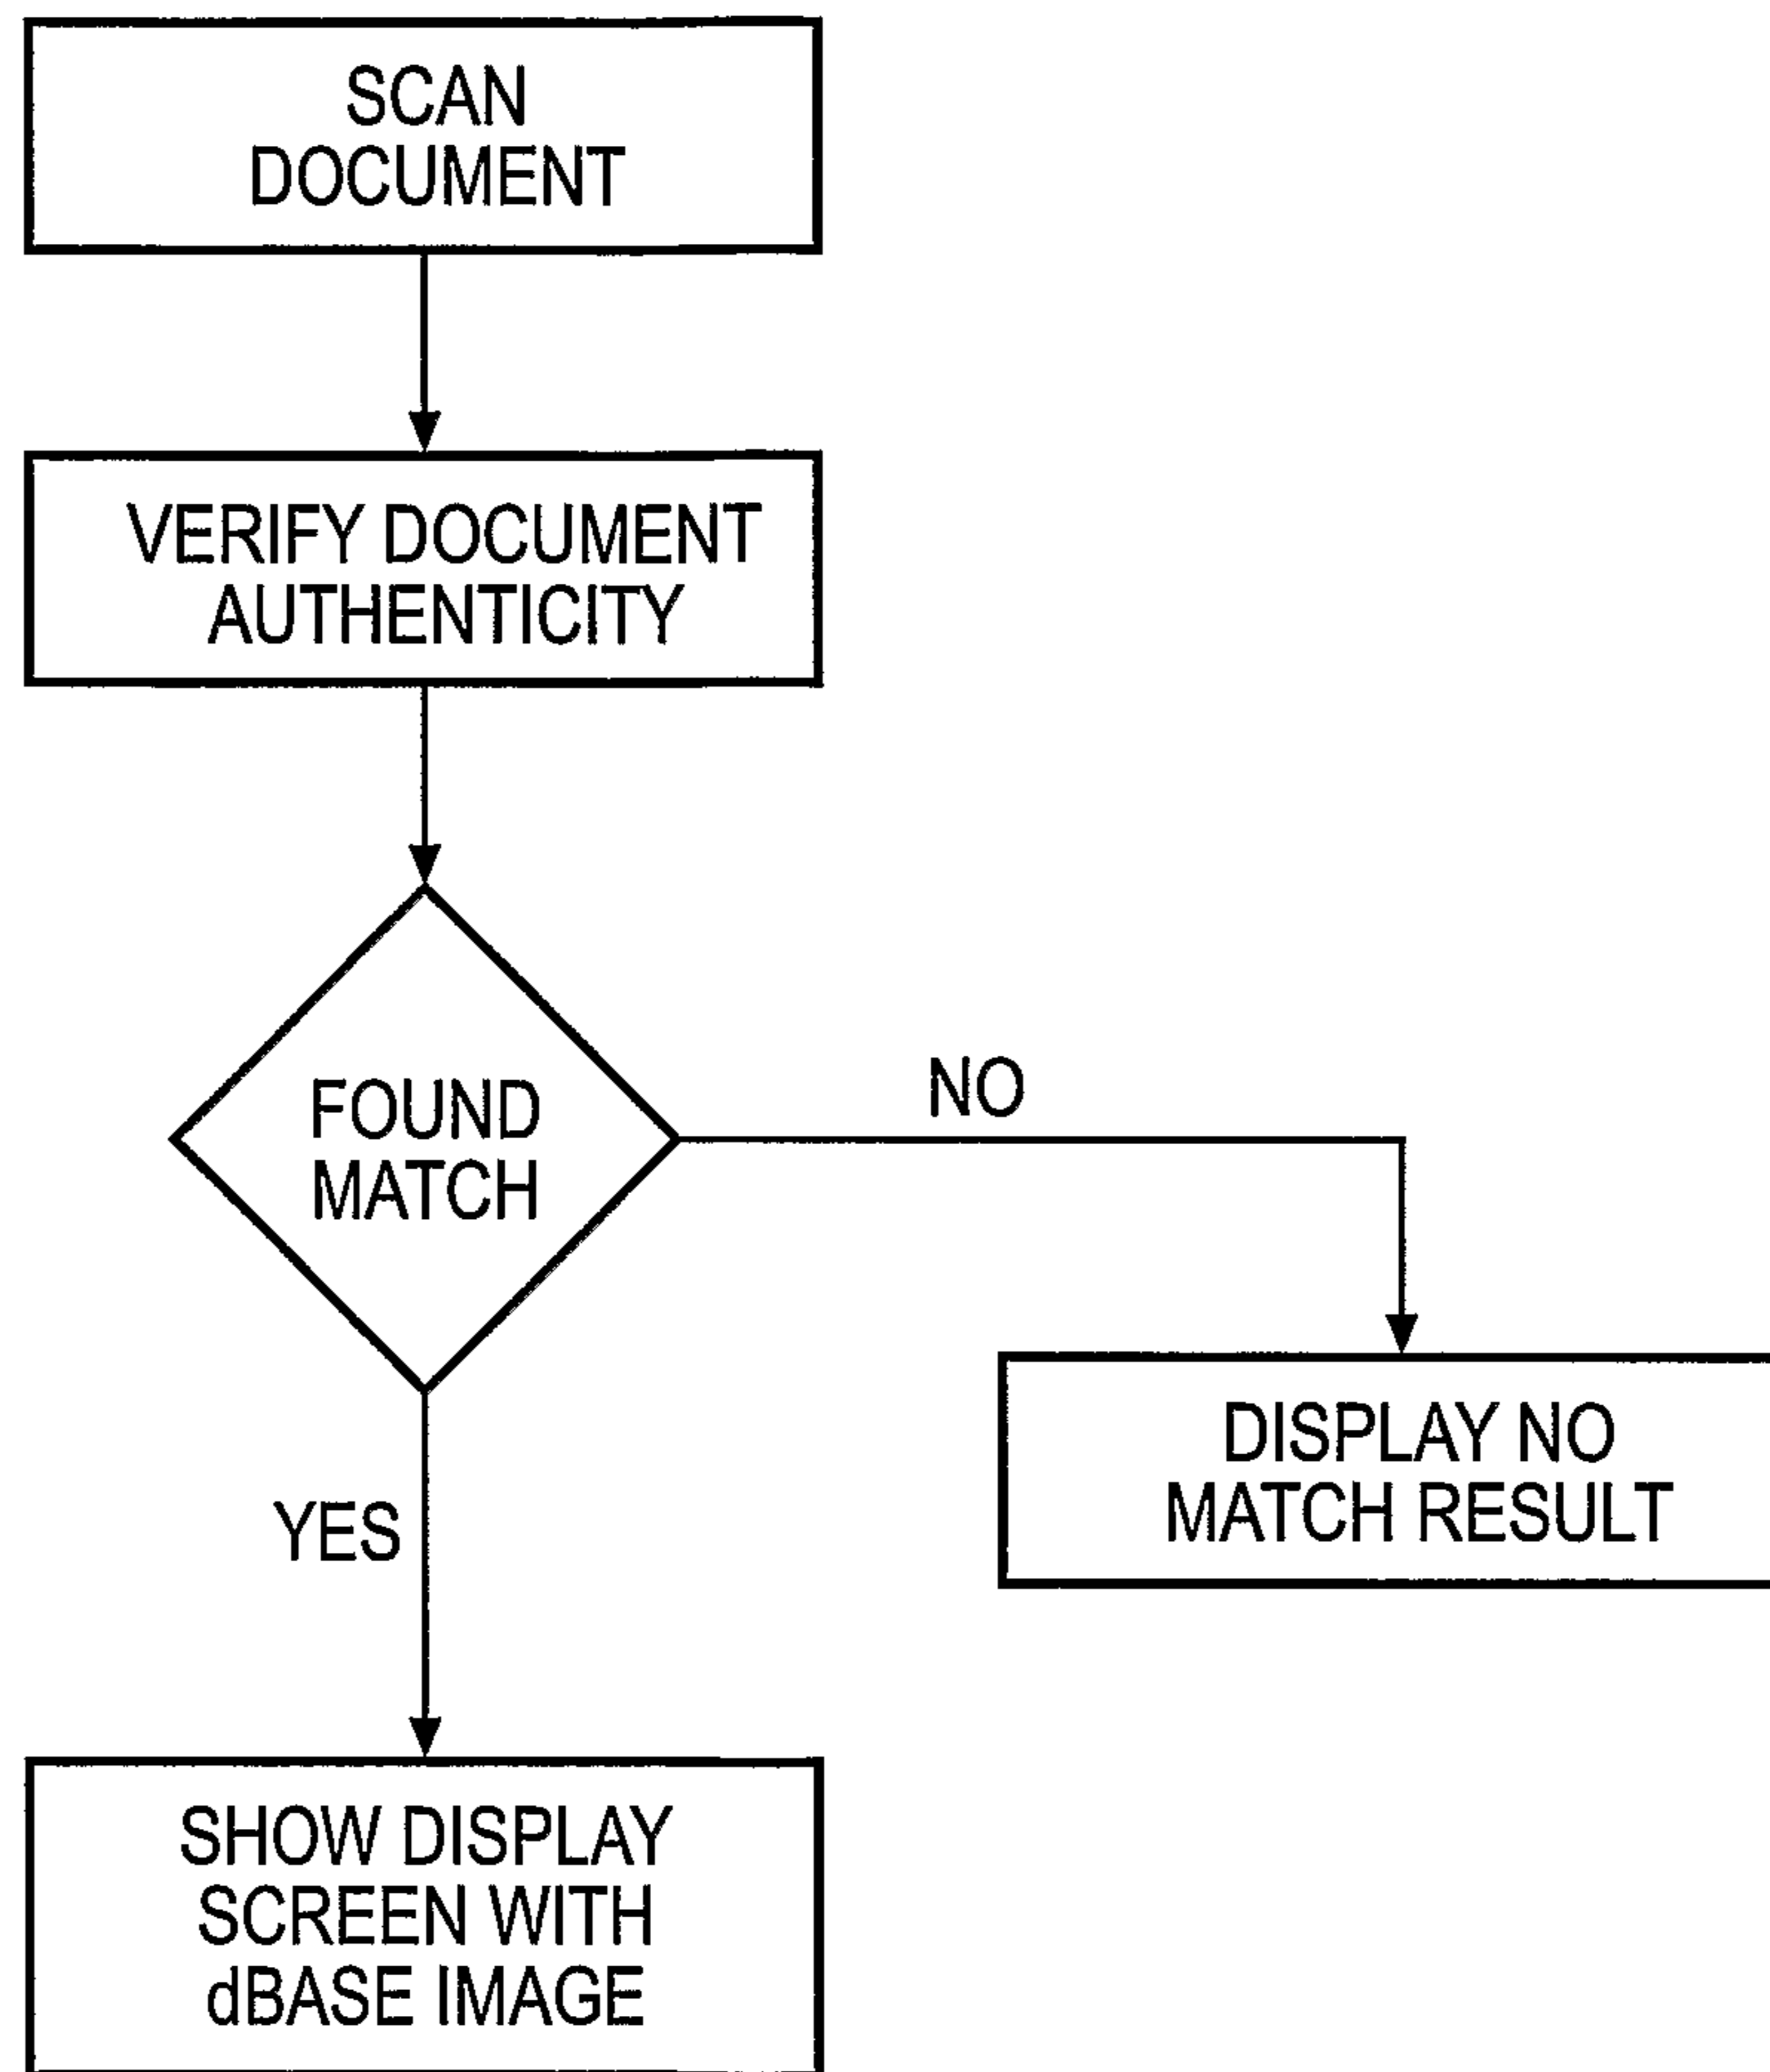 SCAN
DOCUMENT
VERIFY DOCUMENT
AUTHENTICITY
FOUND
MATCH
NO
DISPLAY NO
MATCH RESULT
YES
SHOW DISPLAY
SCREEN WITH
dBASE IMAGE